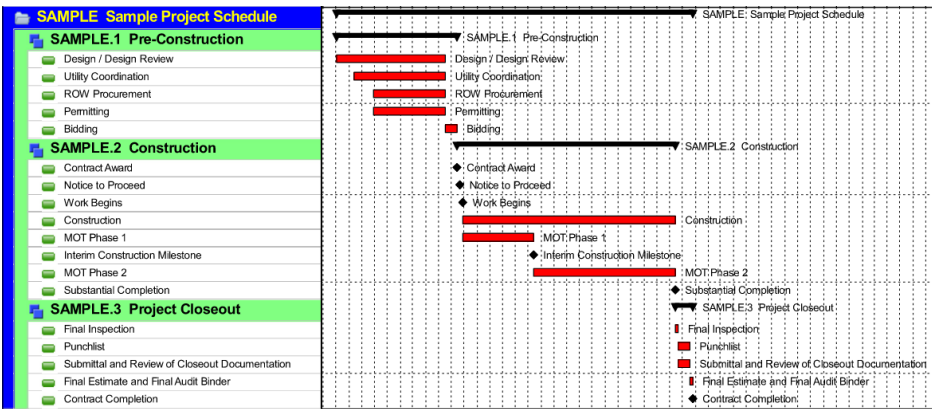 SAMPLE Sample Project Schedule
SAMPLE: Sample Project Schedule
SAMPLE.1 Pre-Construction
SAMPLE.1 Pre-Construction
Design / Design Review
Design / Design Review
Utility Coordination
Utility Coordination
ROW Procurement
ROW Procurement
Permitting
Permitting
Bidding
Bidding
SAMPLE.2 Construction
SAMPLE.2 Construction
Contract Award
Contract Award
Notice to Proceed
Notice to Proceed
Work Begins
Work Begins
Construction
Construction
MOT Phase 1
MOT Phase 1
Interim Construction Milestone
Interim Construction Milestone
MOT Phase 2
MOT Phase 2
Substantial Completion
Substantial Completion
SAMPLE.3 Project Closeout
SAMPLE.3 Project Closeout
Final Inspection
Final Inspection
Punchlist
Punchlist
Submittal and Review of Closeout Documentation
Submittal and Review of Closeout Documentation
Final Estimate and Final Audit Binder
Final Estimate and Final Audit Binder
Contract Completion
Contract Completion